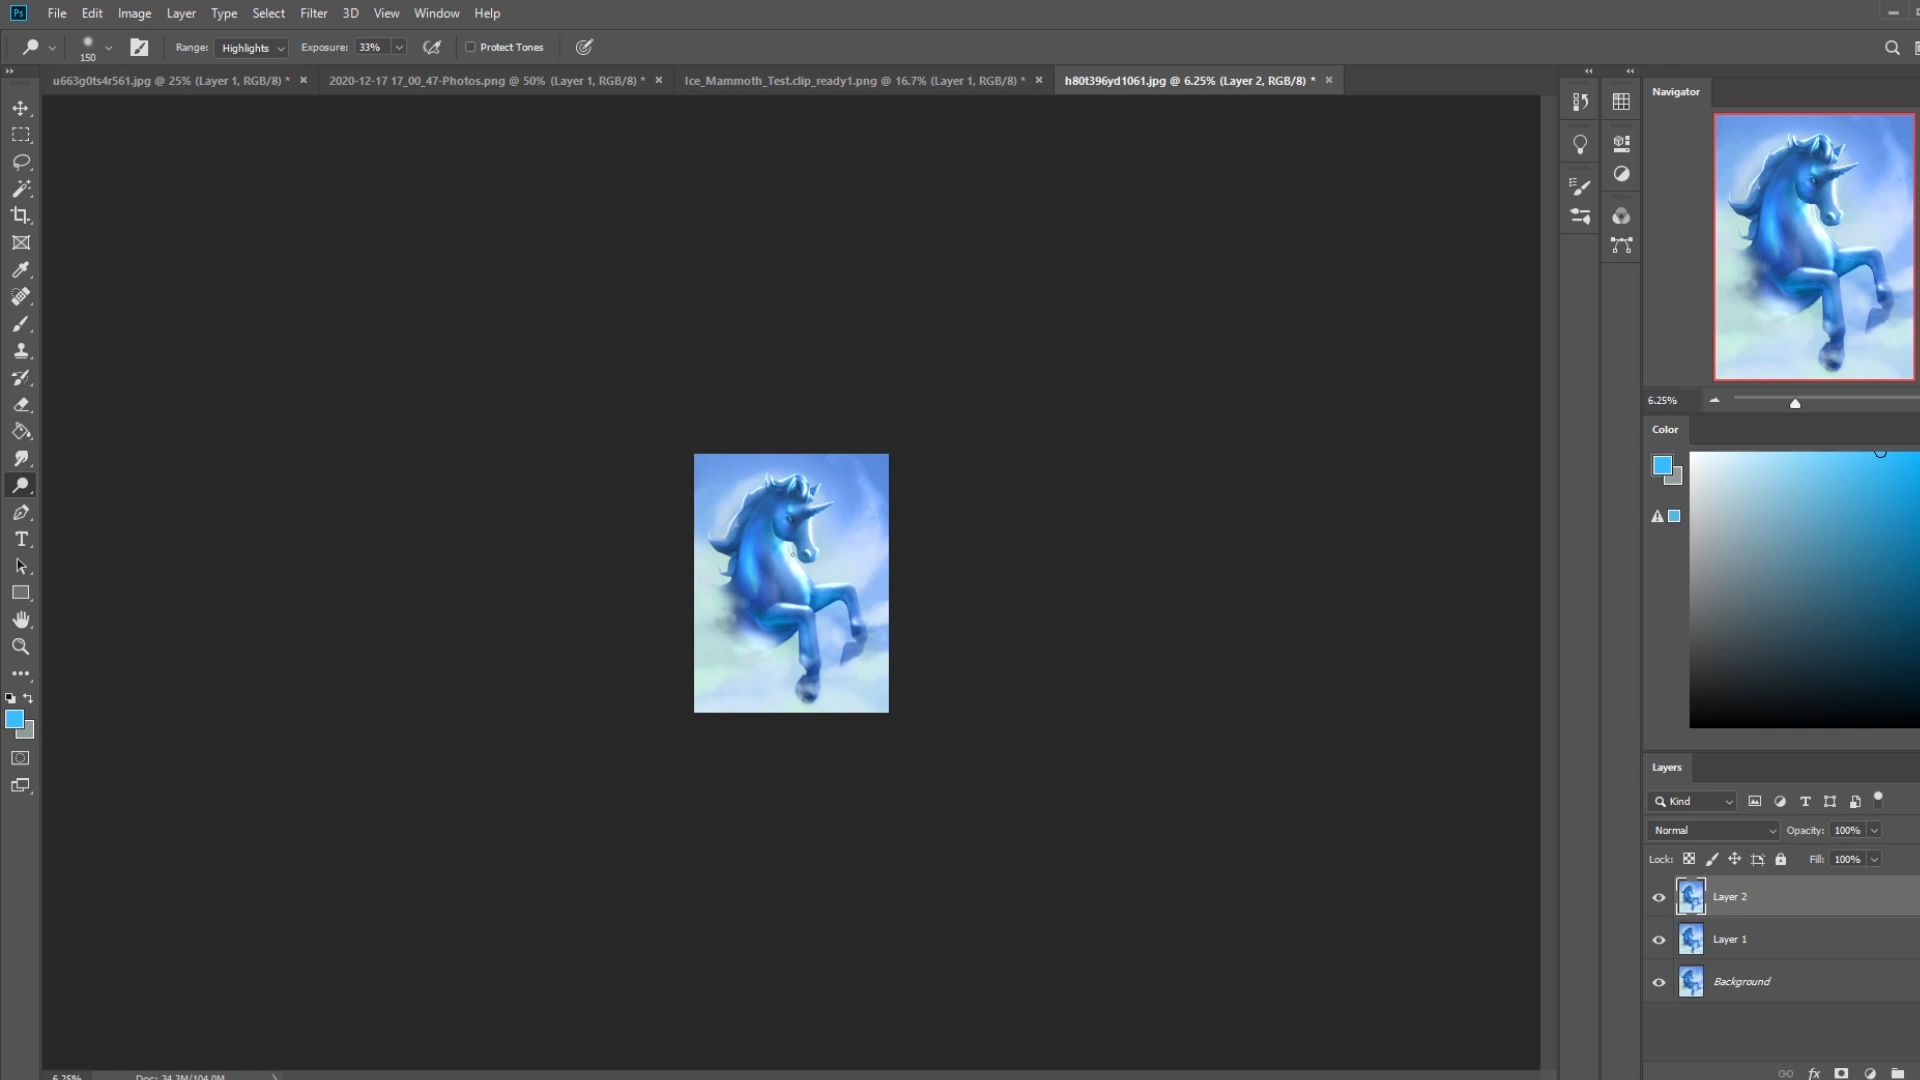 Ps File Edit Image Layer Type Select Filter 3D View Window Help
150 Range: Highlights Exposure: 33% Protect Tones
u663g0ts4r561.jpg @ 25% (Layer 1, RGB/8) * × 2020-12-17 17_00_47-Photos.png @ 50% (Layer 1, RGB/8) * × Ice_Mammoth_Test.clip_ready1.png @ 16.7% (Layer 1, RGB/8) * × h80t396yd1061.jpg @ 6.25% (Layer 2, RGB/8) * ×
Navigator
6.25%
Color
Layers
Kind
Normal Opacity: 100%
Lock: Fill: 100%
Layer 2
Layer 1
Background
fx
6.25% Doc: 34.3M/104.0M